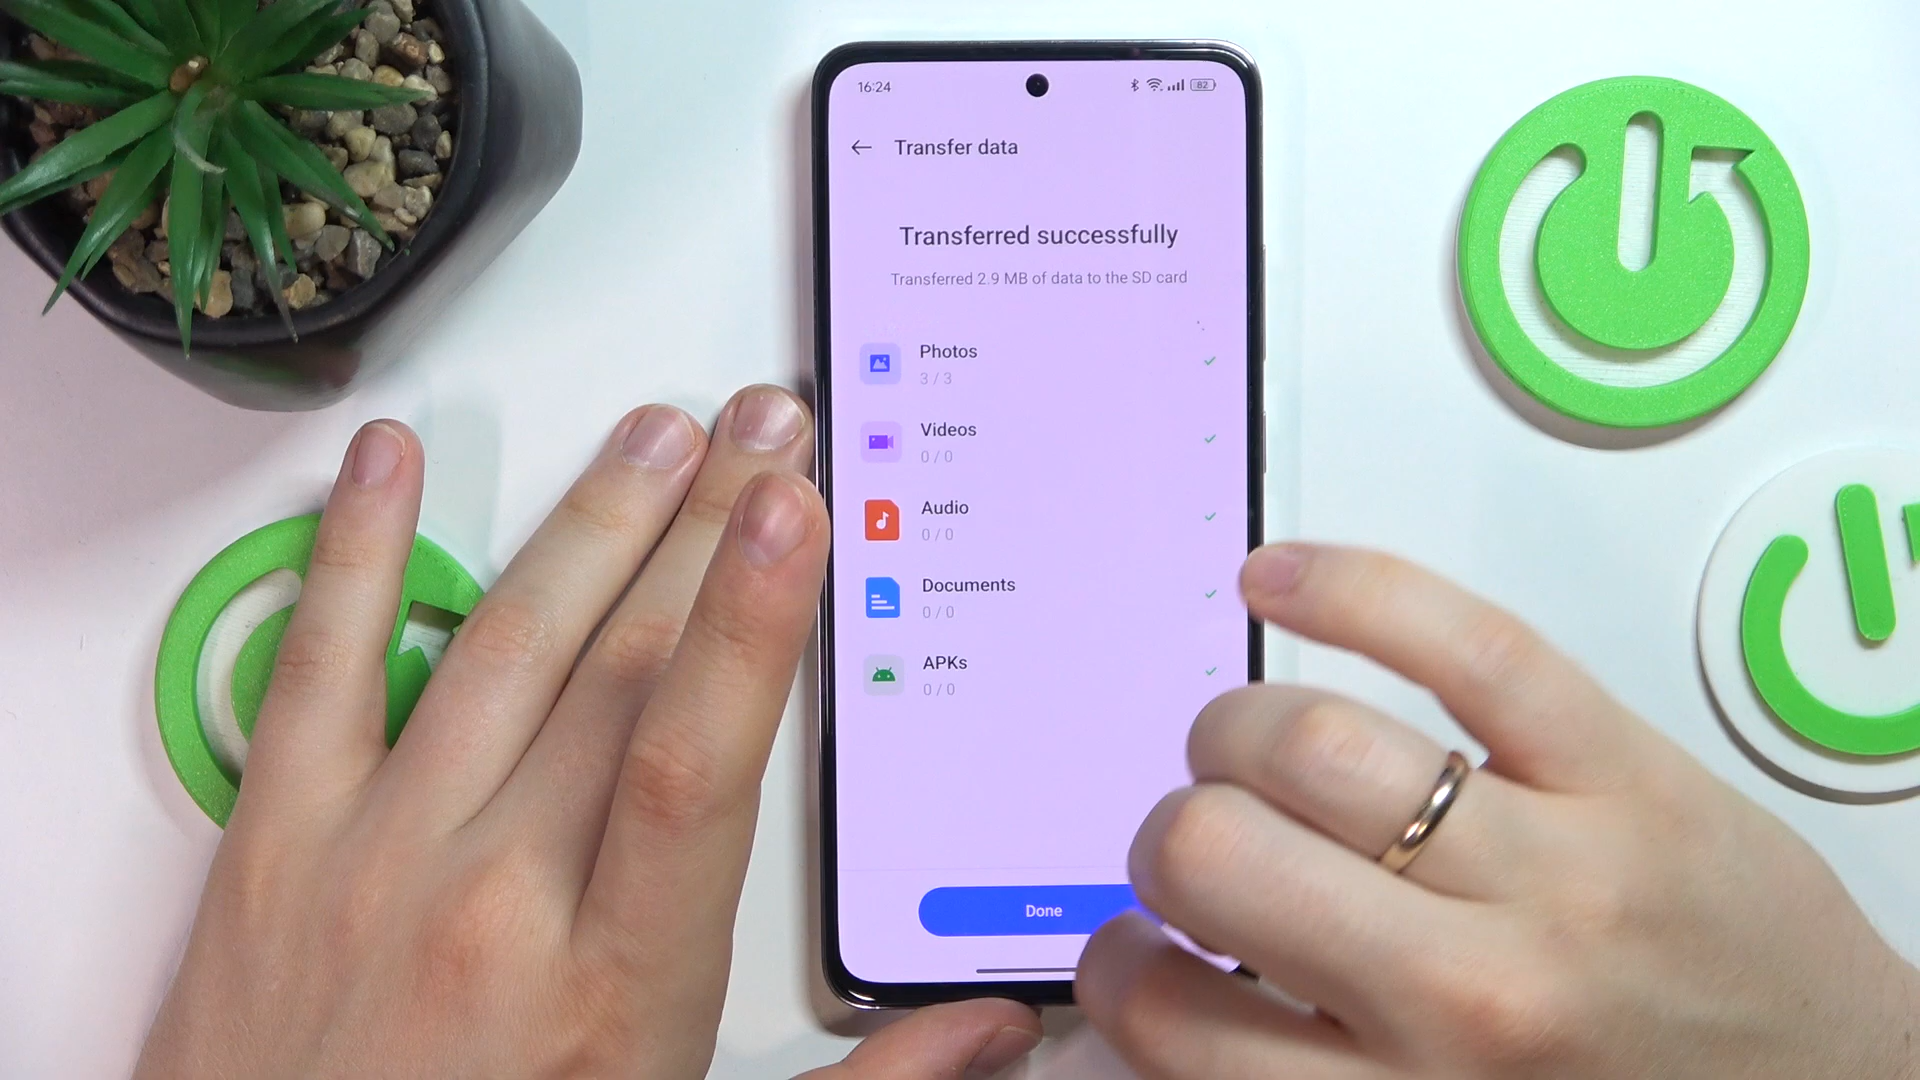 16:24
82
Transfer data
Transferred successfully
Transferred 2.9 MB of data to the SD card
Photos
3 / 3
Videos
0 / 0
Audio
0 / 0
Documents
0 / 0
APKs
0 / 0
Done